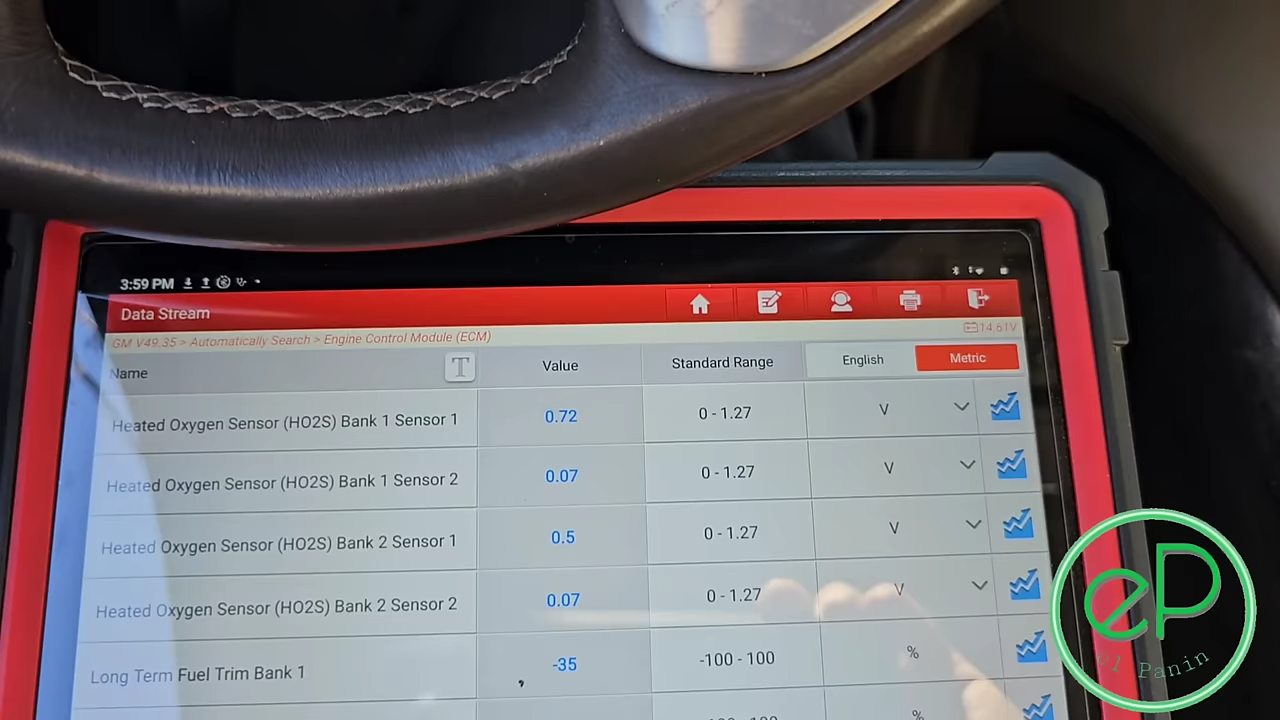 3:59 PM
Data Stream
GM V49.35 > Automatically Search > Engine Control Module (ECM)
14.61V
Name
T
Value
Standard Range
English
Metric
Heated Oxygen Sensor (HO2S) Bank 1 Sensor 1
0.72
0 - 1.27
V
Heated Oxygen Sensor (HO2S) Bank 1 Sensor 2
0.07
0 - 1.27
V
Heated Oxygen Sensor (HO2S) Bank 2 Sensor 1
0.5
0 - 1.27
V
Heated Oxygen Sensor (HO2S) Bank 2 Sensor 2
0.07
0 - 1.27
V
Long Term Fuel Trim Bank 1
-35
-100 - 100
%
%
eP
el Panin